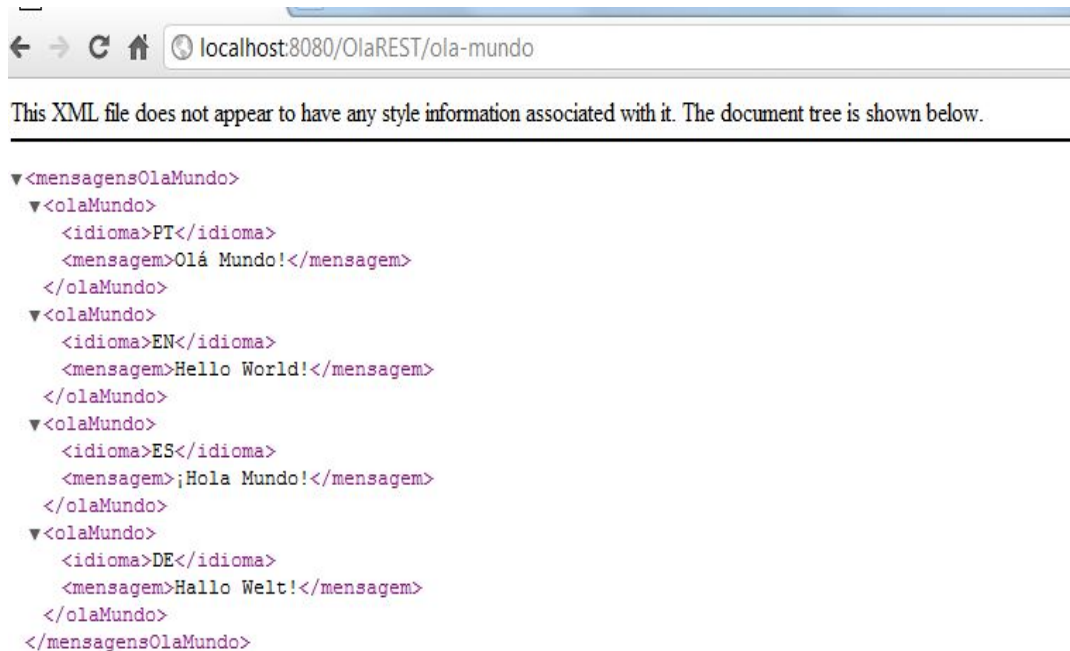 localhost:8080/OlaREST/ola-mundo
This XML file does not appear to have any style information associated with it. The document tree is shown below.
▼<mensagensOlaMundo>
▼<olaMundo>
<idioma>PT</idioma>
<mensagem>Olá Mundo!</mensagem>
</olaMundo>
▼<olaMundo>
<idioma>EN</idioma>
<mensagem>Hello World!</mensagem>
</olaMundo>
▼<olaMundo>
<idioma>ES</idioma>
<mensagem>¡Hola Mundo!</mensagem>
</olaMundo>
▼<olaMundo>
<idioma>DE</idioma>
<mensagem>Hallo Welt!</mensagem>
</olaMundo>
</mensagensOlaMundo>